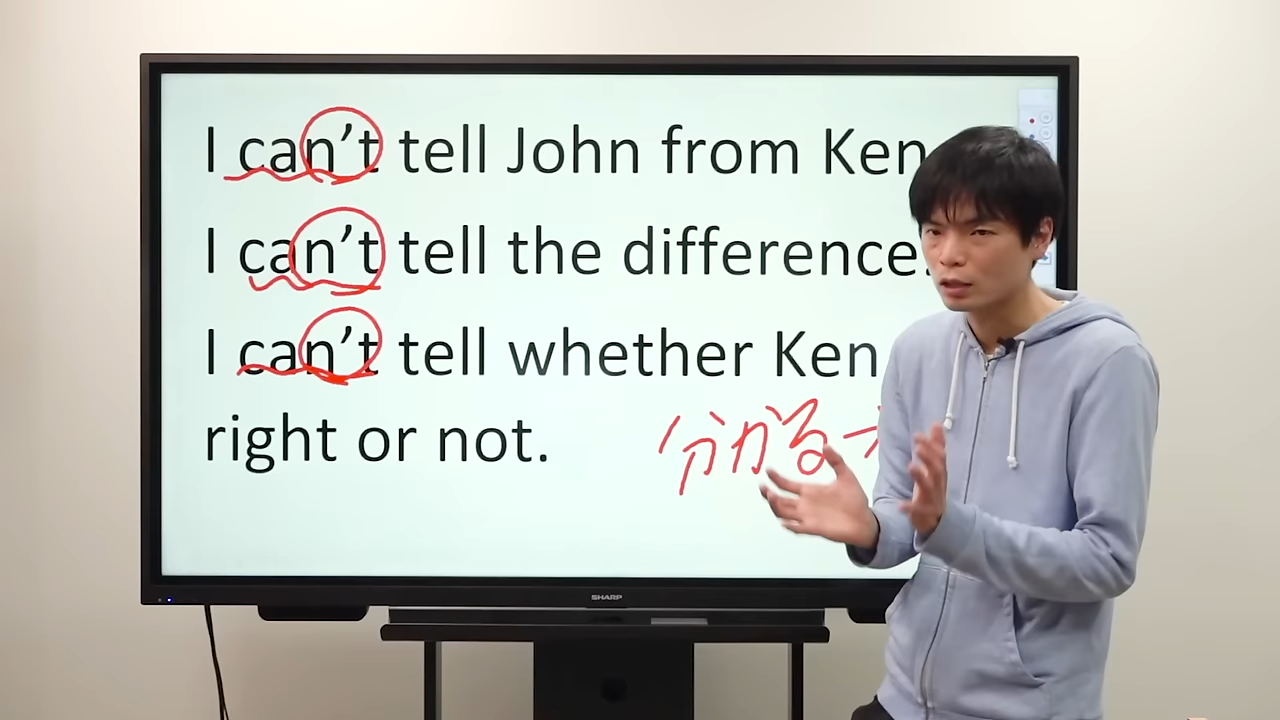 I can't tell John from Ken
I can't tell the difference.
I can't tell whether Ken
right or not.
分かる
SHARP